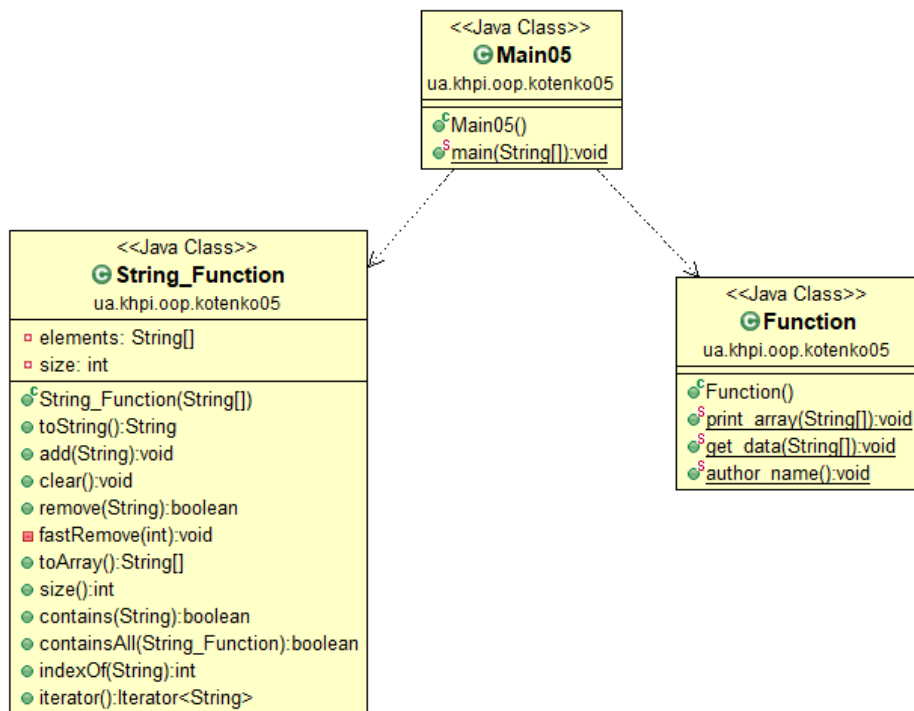 <<Java Class>>
Main05
ua.khpi.oop.kotenko05
Main05()
main(String[]):void
<<Java Class>>
String_Function
ua.khpi.oop.kotenko05
elements: String[]
size: int
String_Function(String[])
toString():String
add(String):void
clear():void
remove(String):boolean
fastRemove(int):void
toArray():String[]
size():int
contains(String):boolean
containsAll(String_Function):boolean
indexOf(String):int
iterator():Iterator<String>
<<Java Class>>
Function
ua.khpi.oop.kotenko05
Function()
print_array(String[]):void
get_data(String[]):void
author_name():void